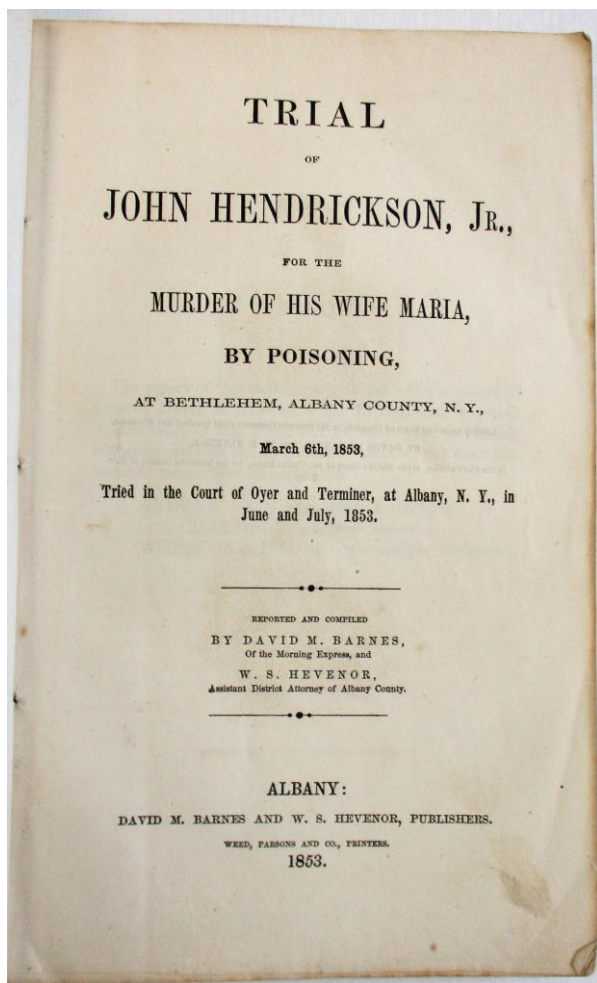 TRIAL
OF
JOHN HENDRICKSON, JR.,
FOR THE
MURDER OF HIS WIFE MARIA,
BY POISONING,
AT BETHLEHEM, ALBANY COUNTY, N. Y.,
March 6th, 1853,
Tried in the Court of Oyer and Terminer, at Albany, N. Y., in
June and July, 1853.
REPORTED AND COMPILED
BY DAVID M. BARNES,
Of the Morning Express, and
W. S. HEVENOR,
Assistant District Attorney of Albany County.
ALBANY:
DAVID M. BARNES AND W. S. HEVENOR, PUBLISHERS.
WEED, PARSONS AND CO., PRINTERS.
1853.